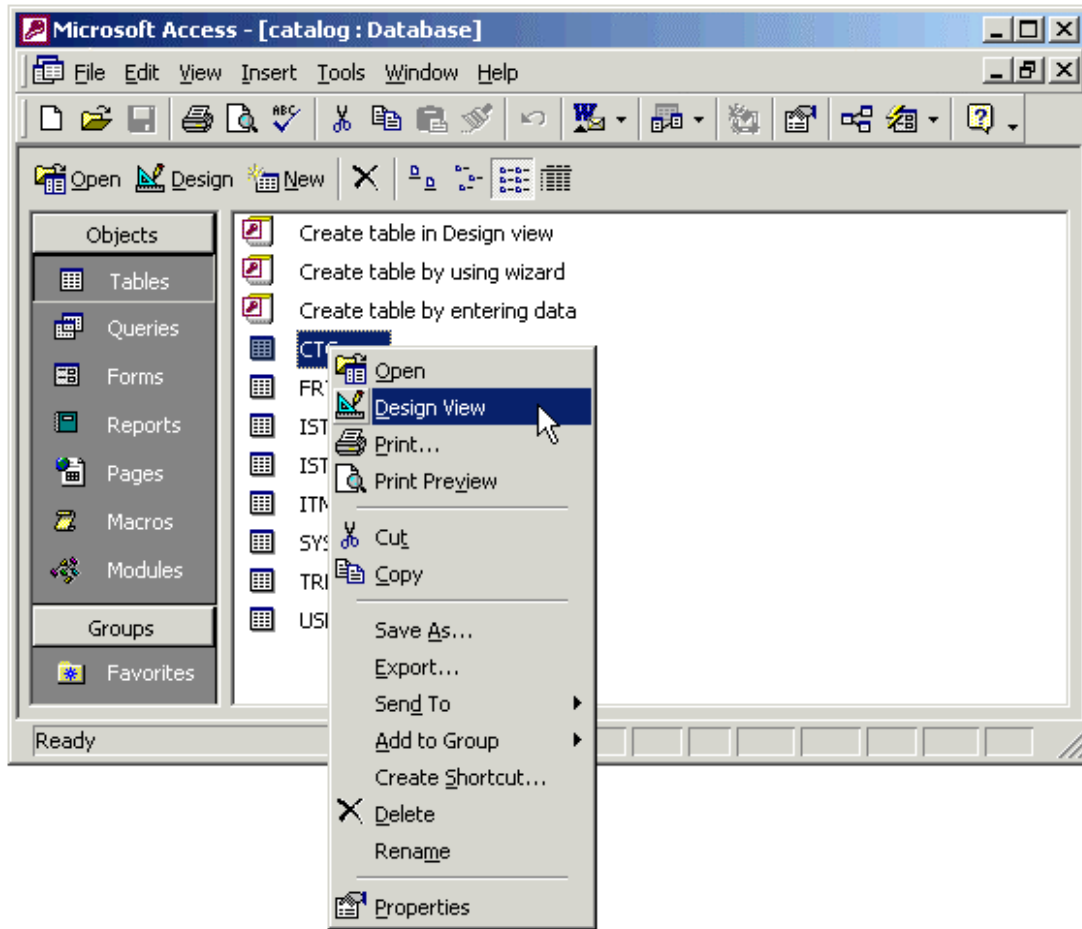 Microsoft Access - [catalog : Database]
File Edit View Insert Tools Window Help
ABC
Open Design New
Objects
Tables
Queries
Forms
Reports
Pages
Macros
Modules
Groups
Favorites
Create table in Design view
Create table by using wizard
Create table by entering data
Open
Design View
Print...
Print Preview
Cut
Copy
Save As...
Export...
Send To
Add to Group
Create Shortcut...
Delete
Rename
Properties
Ready